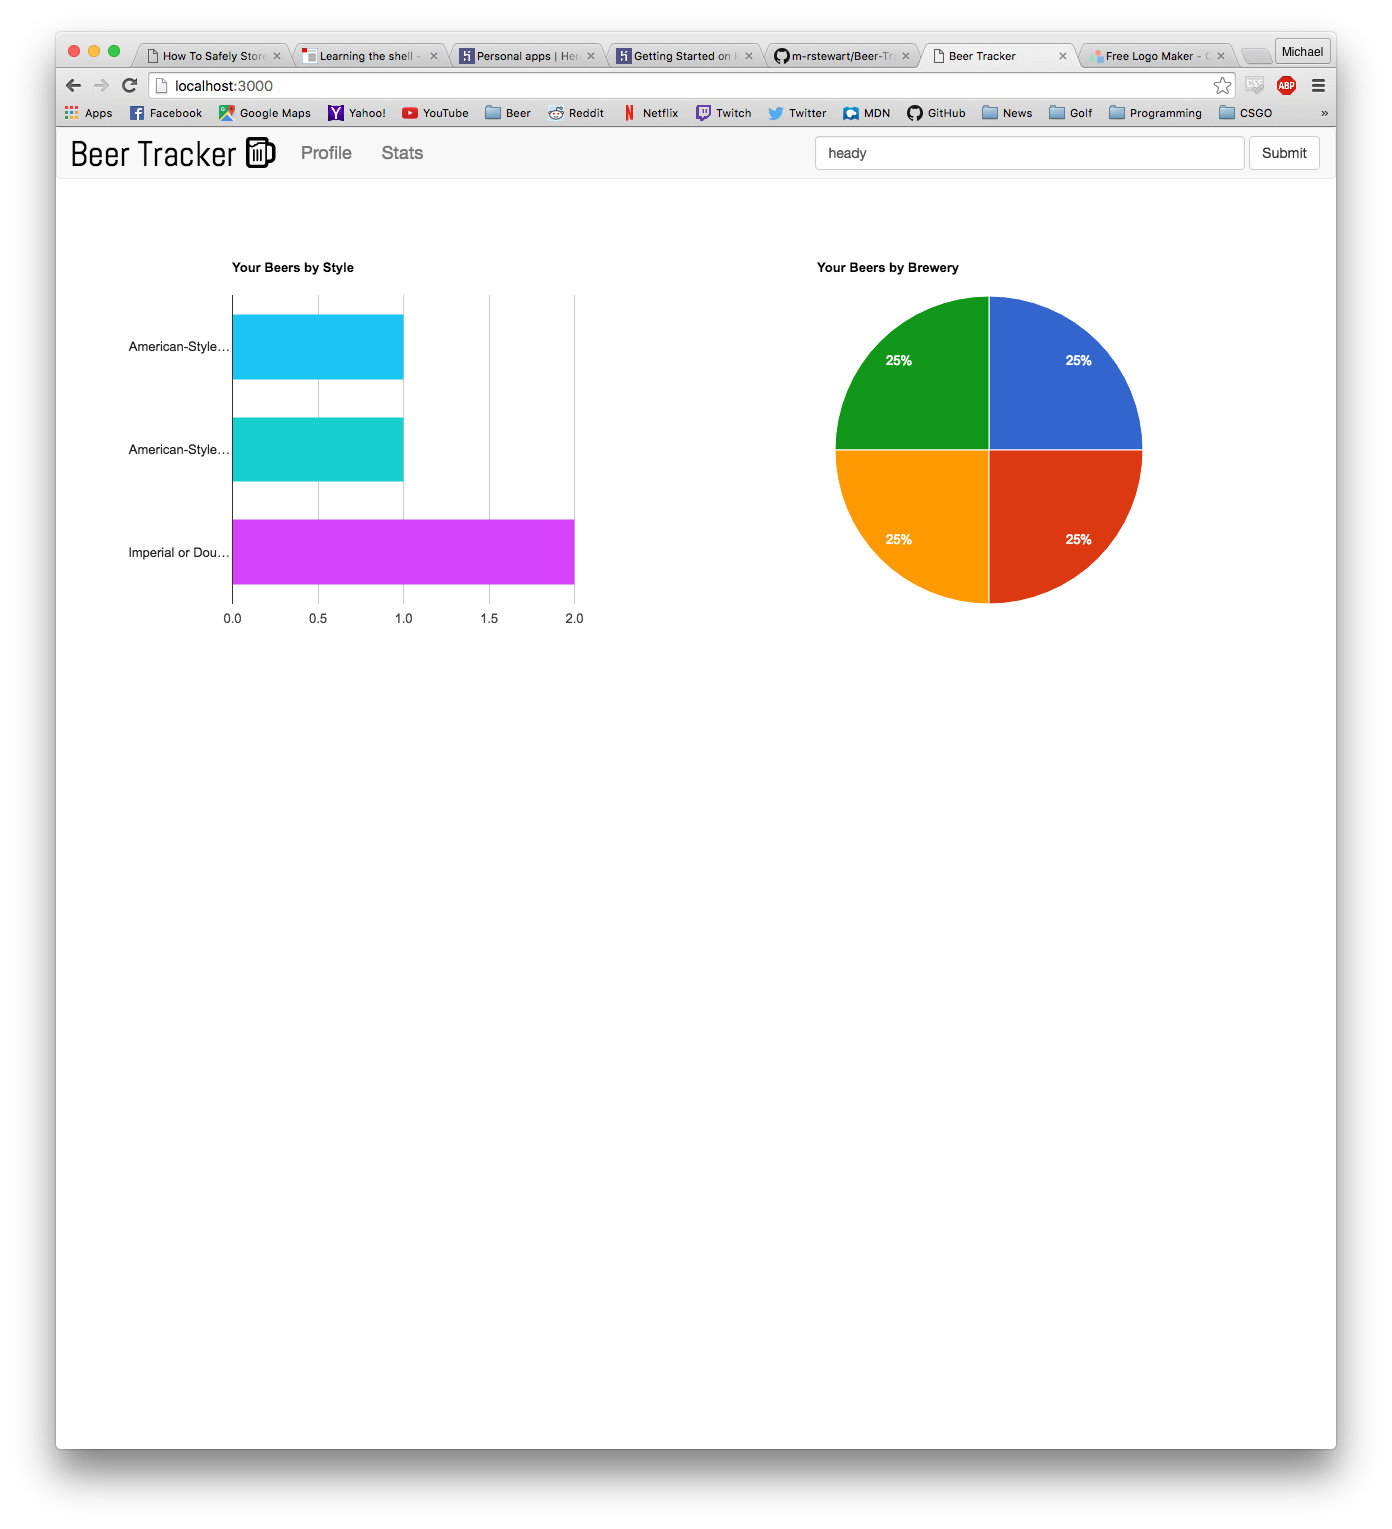 How To Safely Store
Learning the shell -
Personal apps | Her
Getting Started on
m-rstewart/Beer-Tra
Beer Tracker
Free Logo Maker -
Michael
localhost:3000
CSS
ABP
Apps
Facebook
Google Maps
Yahoo!
YouTube
Beer
Reddit
Netflix
Twitch
Twitter
MDN
GitHub
News
Golf
Programming
CSGO
»
Beer Tracker
Profile
Stats
heady
Submit
Your Beers by Style
American-Style…
American-Style…
Imperial or Dou…
0.0 0.5 1.0 1.5 2.0
Your Beers by Brewery
25% 25%
25% 25%